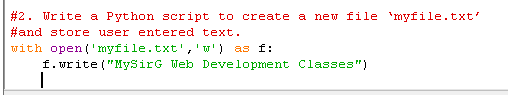 #2. Write a Python script to create a new file ‘myfile.txt’
#and store user entered text.
with open('myfile.txt','w') as f:
    f.write("MySirG Web Development Classes")